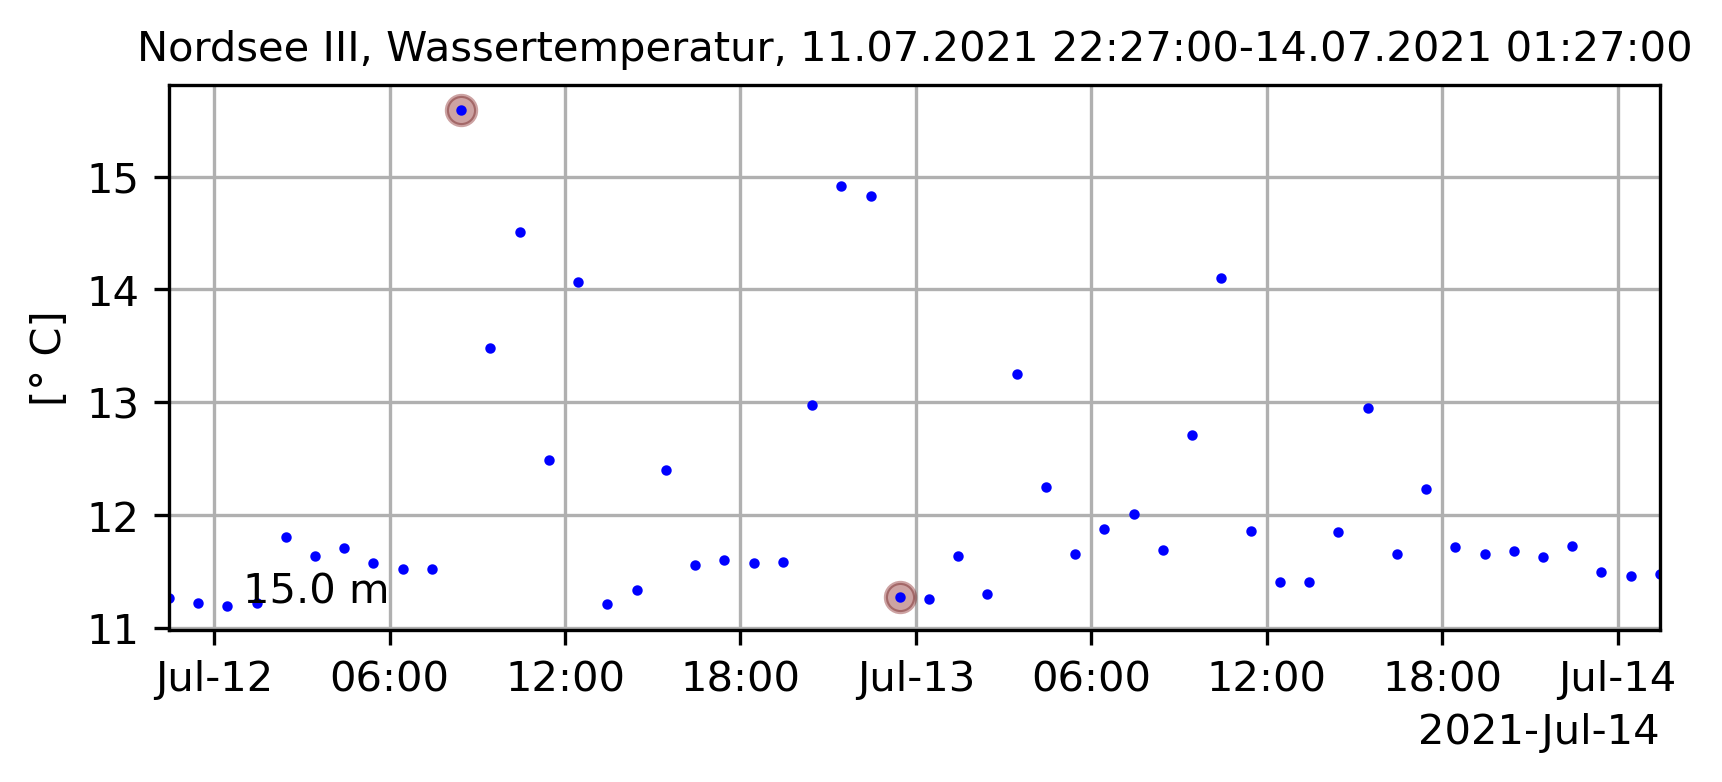 Nordsee III, Wassertemperatur, 11.07.2021 22:27:00-14.07.2021 01:27:00
[° C]
15
14
13
12
11
15.0 m
Jul-12 06:00 12:00 18:00 Jul-13 06:00 12:00 18:00 Jul-14
2021-Jul-14